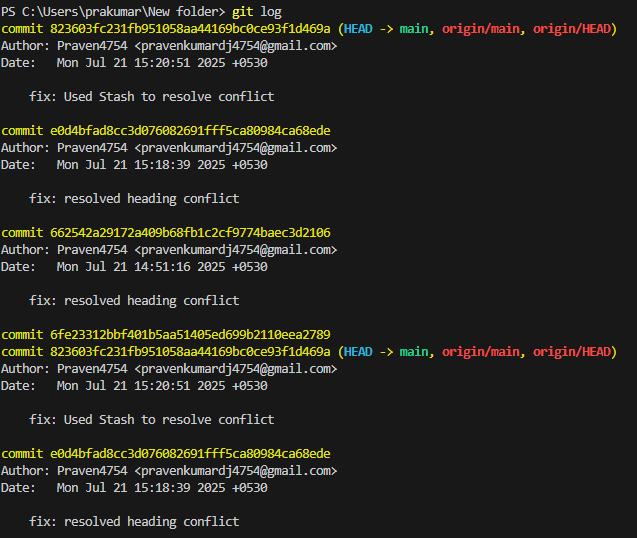 PS C:\Users\prakumar\New folder> git log
commit 823603fc231fb951058aa44169bc0ce93f1d469a (HEAD -> main, origin/main, origin/HEAD)
Author: Praven4754 <pravenkumardj4754@gmail.com>
Date:   Mon Jul 21 15:20:51 2025 +0530
    fix: Used Stash to resolve conflict
commit e0d4bfad8cc3d076082691fff5ca80984ca68ede
Author: Praven4754 <pravenkumardj4754@gmail.com>
Date:   Mon Jul 21 15:18:39 2025 +0530
    fix: resolved heading conflict
commit 662542a29172a409b68fb1c2cf9774baec3d2106
Author: Praven4754 <pravenkumardj4754@gmail.com>
Date:   Mon Jul 21 14:51:16 2025 +0530
    fix: resolved heading conflict
commit 6fe23312bbf401b5aa51405ed699b2110eea2789
commit 823603fc231fb951058aa44169bc0ce93f1d469a (HEAD -> main, origin/main, origin/HEAD)
Author: Praven4754 <pravenkumardj4754@gmail.com>
Date:   Mon Jul 21 15:20:51 2025 +0530
    fix: Used Stash to resolve conflict
commit e0d4bfad8cc3d076082691fff5ca80984ca68ede
Author: Praven4754 <pravenkumardj4754@gmail.com>
Date:   Mon Jul 21 15:18:39 2025 +0530
    fix: resolved heading conflict